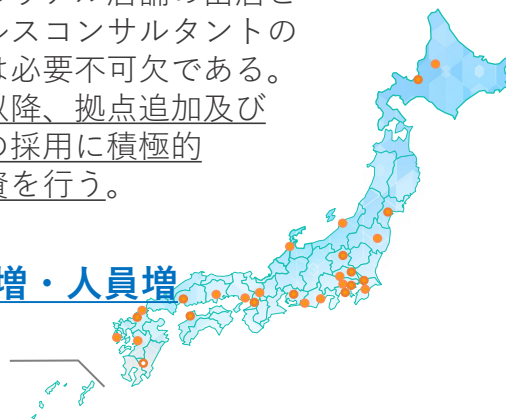 ルスコンサルタントの
は必要不可欠である。
以降、拠点追加及び
の採用に積極的
資を行う。
増・人員増